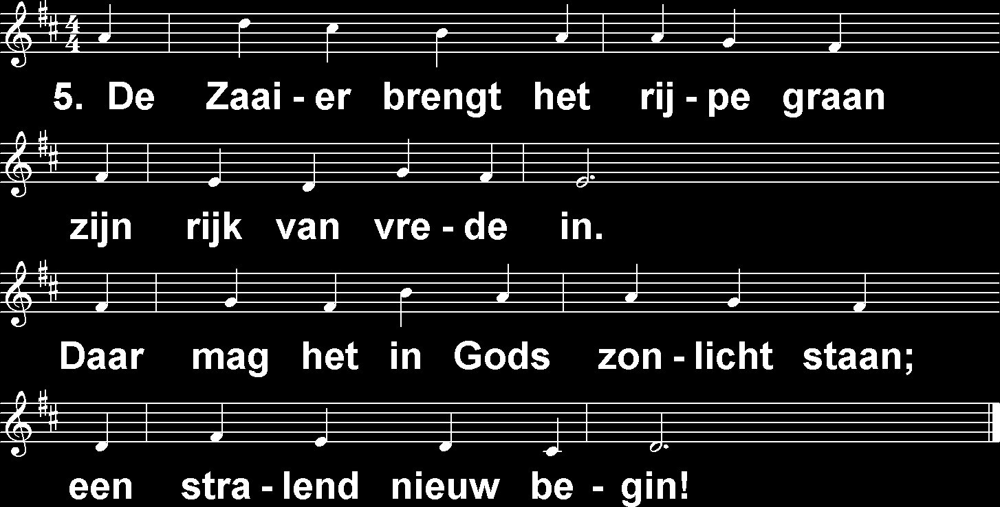 5. De Zaai - er brengt het rij - pe graan
zijn rijk van vre - de in.
Daar mag het in Gods zon - licht staan;
een stra - lend nieuw be - gin!